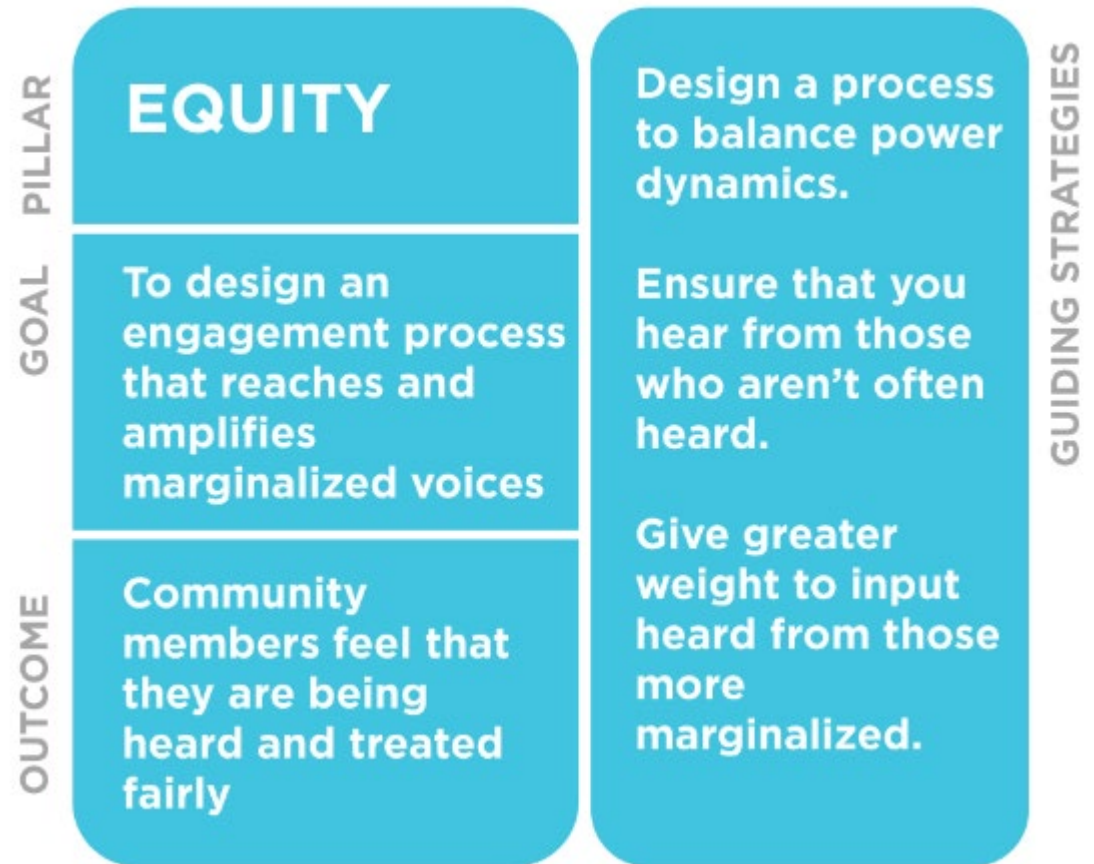 PILLAR
EQUITY
GOAL
To design an
engagement process
that reaches and
amplifies
marginalized voices
OUTCOME
Community
members feel that
they are being
heard and treated
fairly
GUIDING STRATEGIES
Design a process
to balance power
dynamics.
Ensure that you
hear from those
who aren’t often
heard.
Give greater
weight to input
heard from those
more
marginalized.